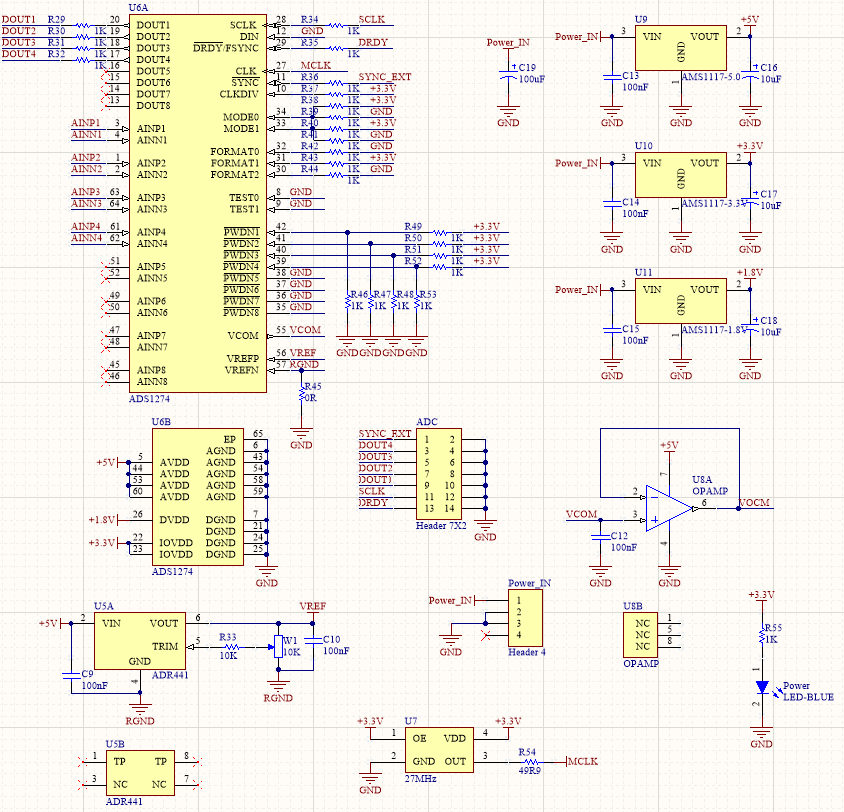 U6A
DOUT1 R29 20 DOUT1 SCLK 28 R34 SCLK
DOUT2 R30 1K 19 DOUT2 DIN 12 GND 1K
DOUT3 R31 1K 18 DOUT3 DRDY/FSYNC 29 R35 DRDY
DOUT4 R32 1K 17 DOUT4 1K
1K 16 DOUT5 CLK 27 MCLK
15 DOUT6 SYNC 11 R36 SYNC_EXT
14 DOUT7 CLKDIV 10 R37 1K +3.3V
13 DOUT8 R38 1K +3.3V
MODE0 34 R39 1K GND
AINP1 3 AINP1 MODE1 33 R40 1K +3.3V
AINN1 4 AINN1 R41 1K GND
FORMAT0 32 R42 1K GND
AINP2 1 AINP2 FORMAT1 31 R43 1K +3.3V
AINN2 2 AINN2 FORMAT2 30 R44 1K GND
1K
AINP3 63 AINP3 TEST0 8 GND
AINN3 64 AINN3 TEST1 9 GND
AINP4 61 AINP4 PWDN1 42 R49 +3.3V
AINN4 62 AINN4 PWDN2 41 R50 1K +3.3V
PWDN3 40 R51 1K +3.3V
51 AINP5 PWDN4 39 R52 1K +3.3V
52 AINN5 PWDN5 38 GND 1K
PWDN6 37 GND
49 AINP6 PWDN7 36 GND
50 AINN6 PWDN8 35 GND
R46 R47 R48 R53
1K 1K 1K 1K
47 AINP7 VCOM 55 VCOM
48 AINN7
GND GND GND GND
VREFP 56 VREF
45 AINP8 VREFN 57 RGND
46 AINN8
R45
0R
ADS1274
GND
Power_IN
C19
100uF
GND
U9
Power_IN 3 VIN VOUT 2 +5V
GND
1
C13
100nF
AMS1117-5.0
C16
10uF
GND GND GND
U10
Power_IN 3 VIN VOUT 2 +3.3V
GND
1
C14
100nF
AMS1117-3.3
C17
10uF
GND GND GND
U11
Power_IN 3 VIN VOUT 2 +1.8V
GND
1
C15
100nF
AMS1117-1.8
C18
10uF
GND GND GND
U6B
EP 65
AGND 6
+5V 5 AVDD AGND 43
44 AVDD AGND 54
53 AVDD AGND 58
60 AVDD AGND 59
+1.8V 26 DVDD DGND 7
DGND 21
+3.3V 22 IOVDD DGND 24
23 IOVDD DGND 25
ADS1274
GND
ADC
SYNC_EXT 1 2
DOUT4 3 4
DOUT3 5 6
DOUT2 7 8
DOUT1 9 10
SCLK 11 12
DRDY 13 14
Header 7X2
GND
+5V
7
U8A
OPAMP
2
6 VOCM
VCOM 3
C12
100nF
4
GND GND
U5A
+5V 2 VIN VOUT 6 VREF
TRIM 5 R33 W1 C10
10K 10K 100nF
GND
4
ADR441
C9
100nF
RGND
RGND
Power_IN
Power_IN 1
2
3
4
GND
Header 4
U8B
NC 1
NC 5
NC 8
OPAMP
+3.3V
R55
1K
1
Power
LED-BLUE
2
GND
U5B
1 TP TP 8
3 NC NC 7
ADR441
U7
+3.3V 1 OE VDD 4 +3.3V
2 GND OUT 3 R54 MCLK
49R9
GND
27MHz